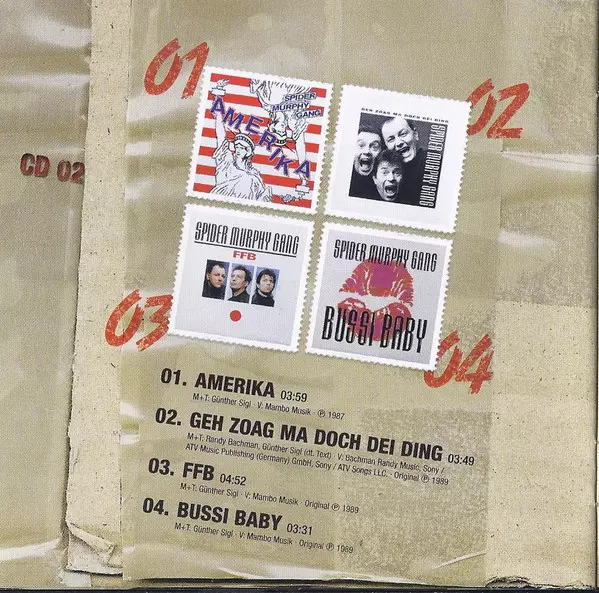 01
02
CD 02
SPIDER
MURPHY
GANG
AMERIKA
GEH ZOAG MA DOCH DEI DING
SPIDER MURPHY GANG
SPIDER MURPHY GANG
FFB
SPIDER MURPHY GANG
BUSSI BABY
03
04
01. AMERIKA 03:59
M+T: Günther Sigl · V: Mambo Musik · ℗ 1987
02. GEH ZOAG MA DOCH DEI DING 03:49
M+T: Randy Bachman, Günther Sigl (dt. Text) · V: Bachman Randy Music, Sony /
ATV Music Publishing (Germany) GmbH, Sony / ATV Songs LLC. · Original ℗ 1989
03. FFB 04:52
M+T: Günther Sigl · V: Mambo Musik · Original ℗ 1989
04. BUSSI BABY 03:31
M+T: Günther Sigl · V: Mambo Musik · Original ℗ 1989